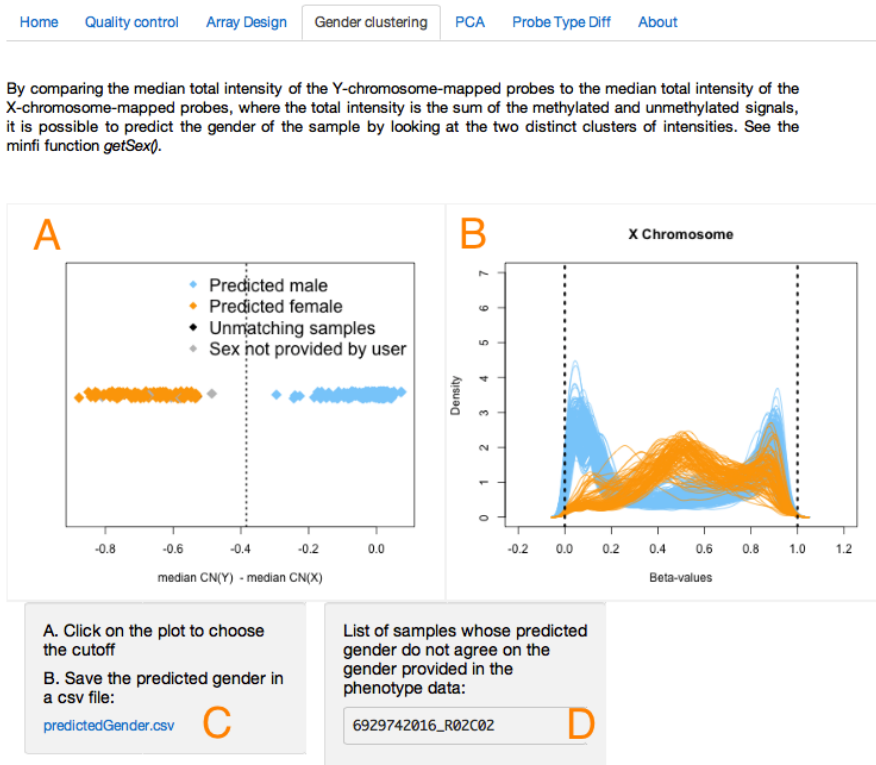 Home Quality control Array Design Gender clustering PCA Probe Type Diff About
By comparing the median total intensity of the Y-chromosome-mapped probes to the median total intensity of the
X-chromosome-mapped probes, where the total intensity is the sum of the methylated and unmethylated signals,
it is possible to predict the gender of the sample by looking at the two distinct clusters of intensities. See the
minfi function getSex().
A
Predicted male
Predicted female
Unmatching samples
Sex not provided by user
-0.8 -0.6 -0.4 -0.2 0.0
median CN(Y) - median CN(X)
B
X Chromosome
Density
7
6
5
4
3
2
1
0
-0.2 0.0 0.2 0.4 0.6 0.8 1.0 1.2
Beta-values
A. Click on the plot to choose
the cutoff
B. Save the predicted gender in
a csv file:
predictedGender.csv
C
List of samples whose predicted
gender do not agree on the
gender provided in the
phenotype data:
6929742016_R02C02
D